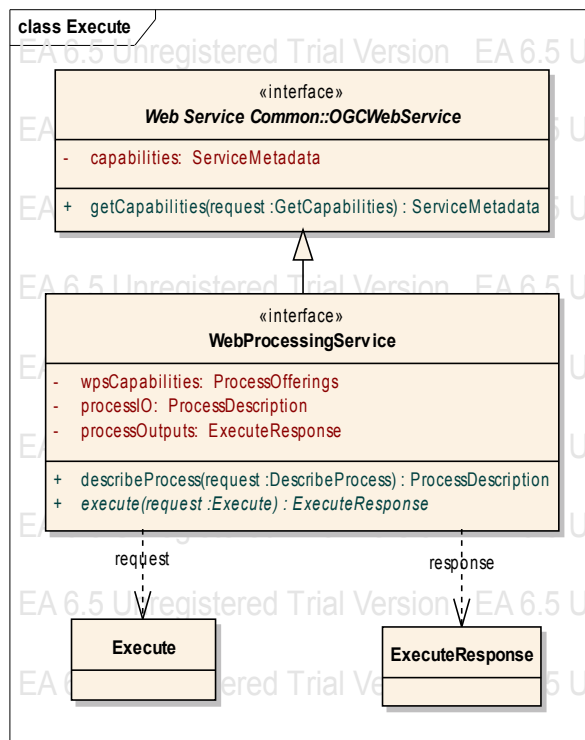 class Execute
EA 6.5 Unregistered Trial Version EA 6.5 U
«interface»
Web Service Common::OGCWebService
- capabilities: ServiceMetadata
+ getCapabilities(request :GetCapabilities) : ServiceMetadata
EA 6.5 Unregistered Trial Version EA 6.5 U
«interface»
WebProcessingService
- wpsCapabilities: ProcessOfferings
- processIO: ProcessDescription
- processOutputs: ExecuteResponse
+ describeProcess(request :DescribeProcess) : ProcessDescription
+ execute(request :Execute) : ExecuteResponse
request
response
EA 6.5 Unregistered Trial Version EA 6.5 U
Execute
ExecuteResponse